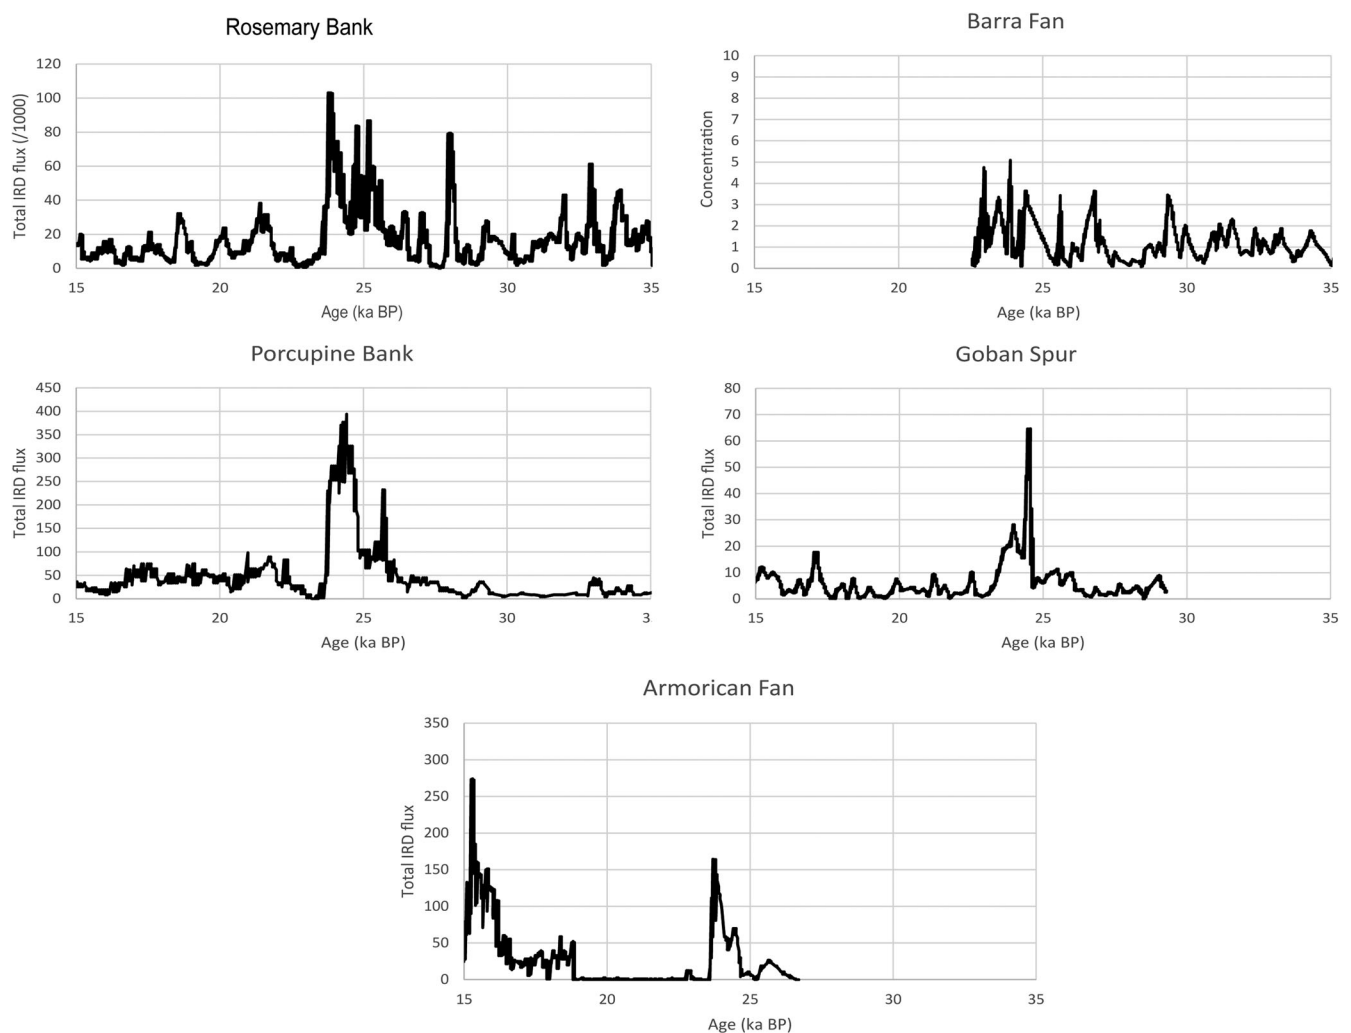 Rosemary Bank
Total IRD flux (/1000)
120
100
80
60
40
20
0
15 20 25 30 35
Age (ka BP)
Barra Fan
Concentration
10
9
8
7
6
5
4
3
2
1
0
15 20 25 30 35
Age (ka BP)
Porcupine Bank
Total IRD flux
450
400
350
300
250
200
150
100
50
0
15 20 25 30 3
Age (ka BP)
Goban Spur
Total IRD flux
80
70
60
50
40
30
20
10
0
15 20 25 30 35
Age (ka BP)
Armorican Fan
Total IRD flux
350
300
250
200
150
100
50
0
15 20 25 30 35
Age (ka BP)